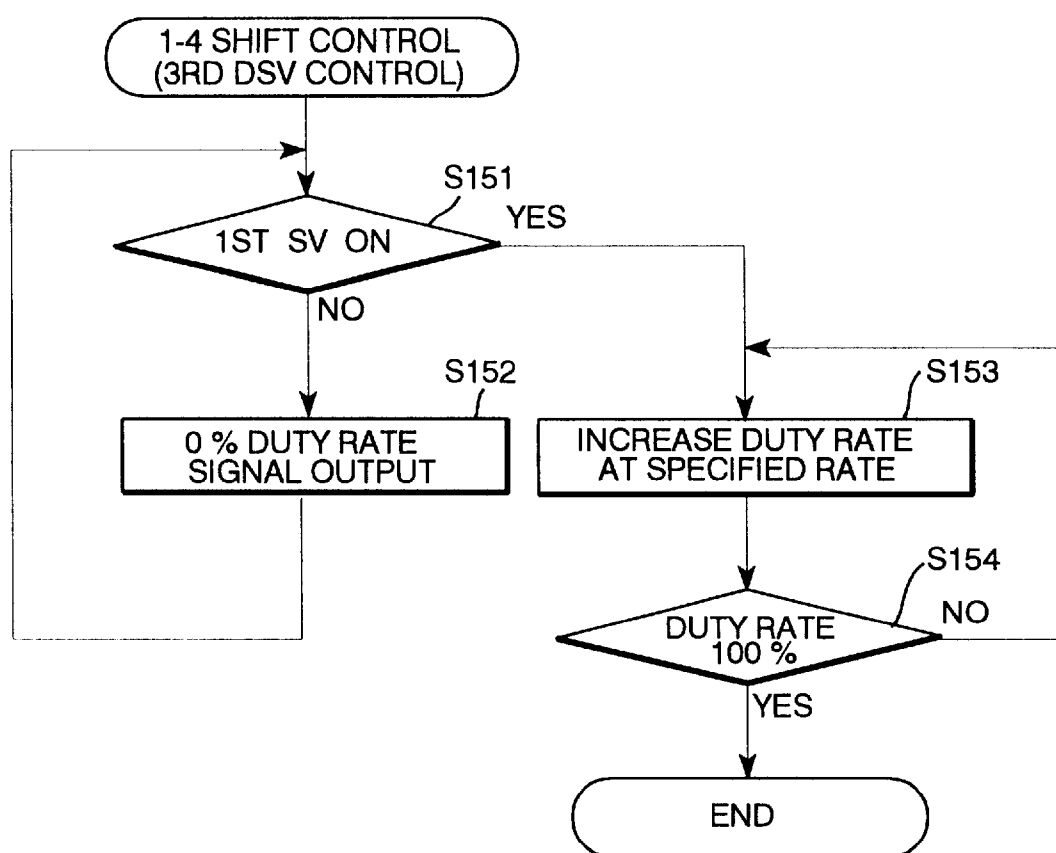 1-4 SHIFT CONTROL
(3RD DSV CONTROL)
S151
1ST SV ON
YES
NO
S152
0 % DUTY RATE
SIGNAL OUTPUT
S153
INCREASE DUTY RATE
AT SPECIFIED RATE
S154
DUTY RATE
100 %
NO
YES
END